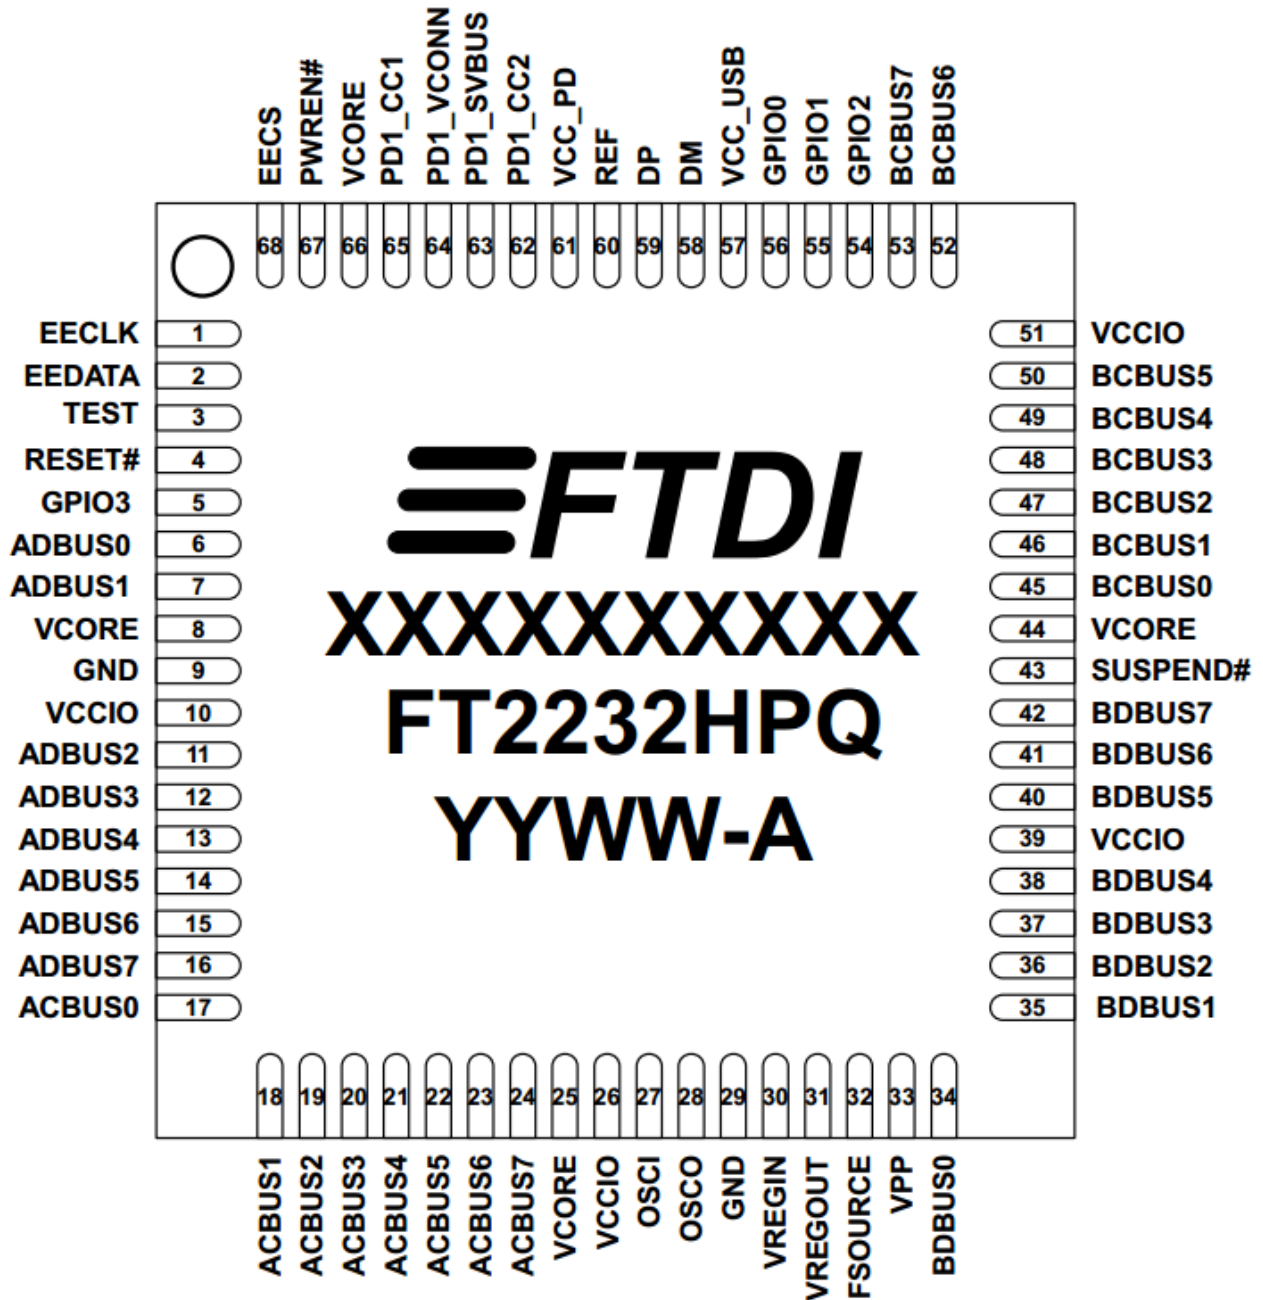 EECS
PWREN#
VCORE
PD1_CC1
PD1_VCONN
PD1_SVBUS
PD1_CC2
VCC_PD
REF
DP
DM
VCC_USB
GPIO0
GPIO1
GPIO2
BCBUS7
BCBUS6
68 67 66 65 64 63 62 61 60 59 58 57 56 55 54 53 52
EECLK 1
EEDATA 2
TEST 3
RESET# 4
GPIO3 5
ADBUS0 6
ADBUS1 7
VCORE 8
GND 9
VCCIO 10
ADBUS2 11
ADBUS3 12
ADBUS4 13
ADBUS5 14
ADBUS6 15
ADBUS7 16
ACBUS0 17
FTDI
XXXXXXXXXX
FT2232HPQ
YYWW-A
51 VCCIO
50 BCBUS5
49 BCBUS4
48 BCBUS3
47 BCBUS2
46 BCBUS1
45 BCBUS0
44 VCORE
43 SUSPEND#
42 BDBUS7
41 BDBUS6
40 BDBUS5
39 VCCIO
38 BDBUS4
37 BDBUS3
36 BDBUS2
35 BDBUS1
18 19 20 21 22 23 24 25 26 27 28 29 30 31 32 33 34
ACBUS1
ACBUS2
ACBUS3
ACBUS4
ACBUS5
ACBUS6
ACBUS7
VCORE
VCCIO
OSCI
OSCO
GND
VREGIN
VREGOUT
FSOURCE
VPP
BDBUS0